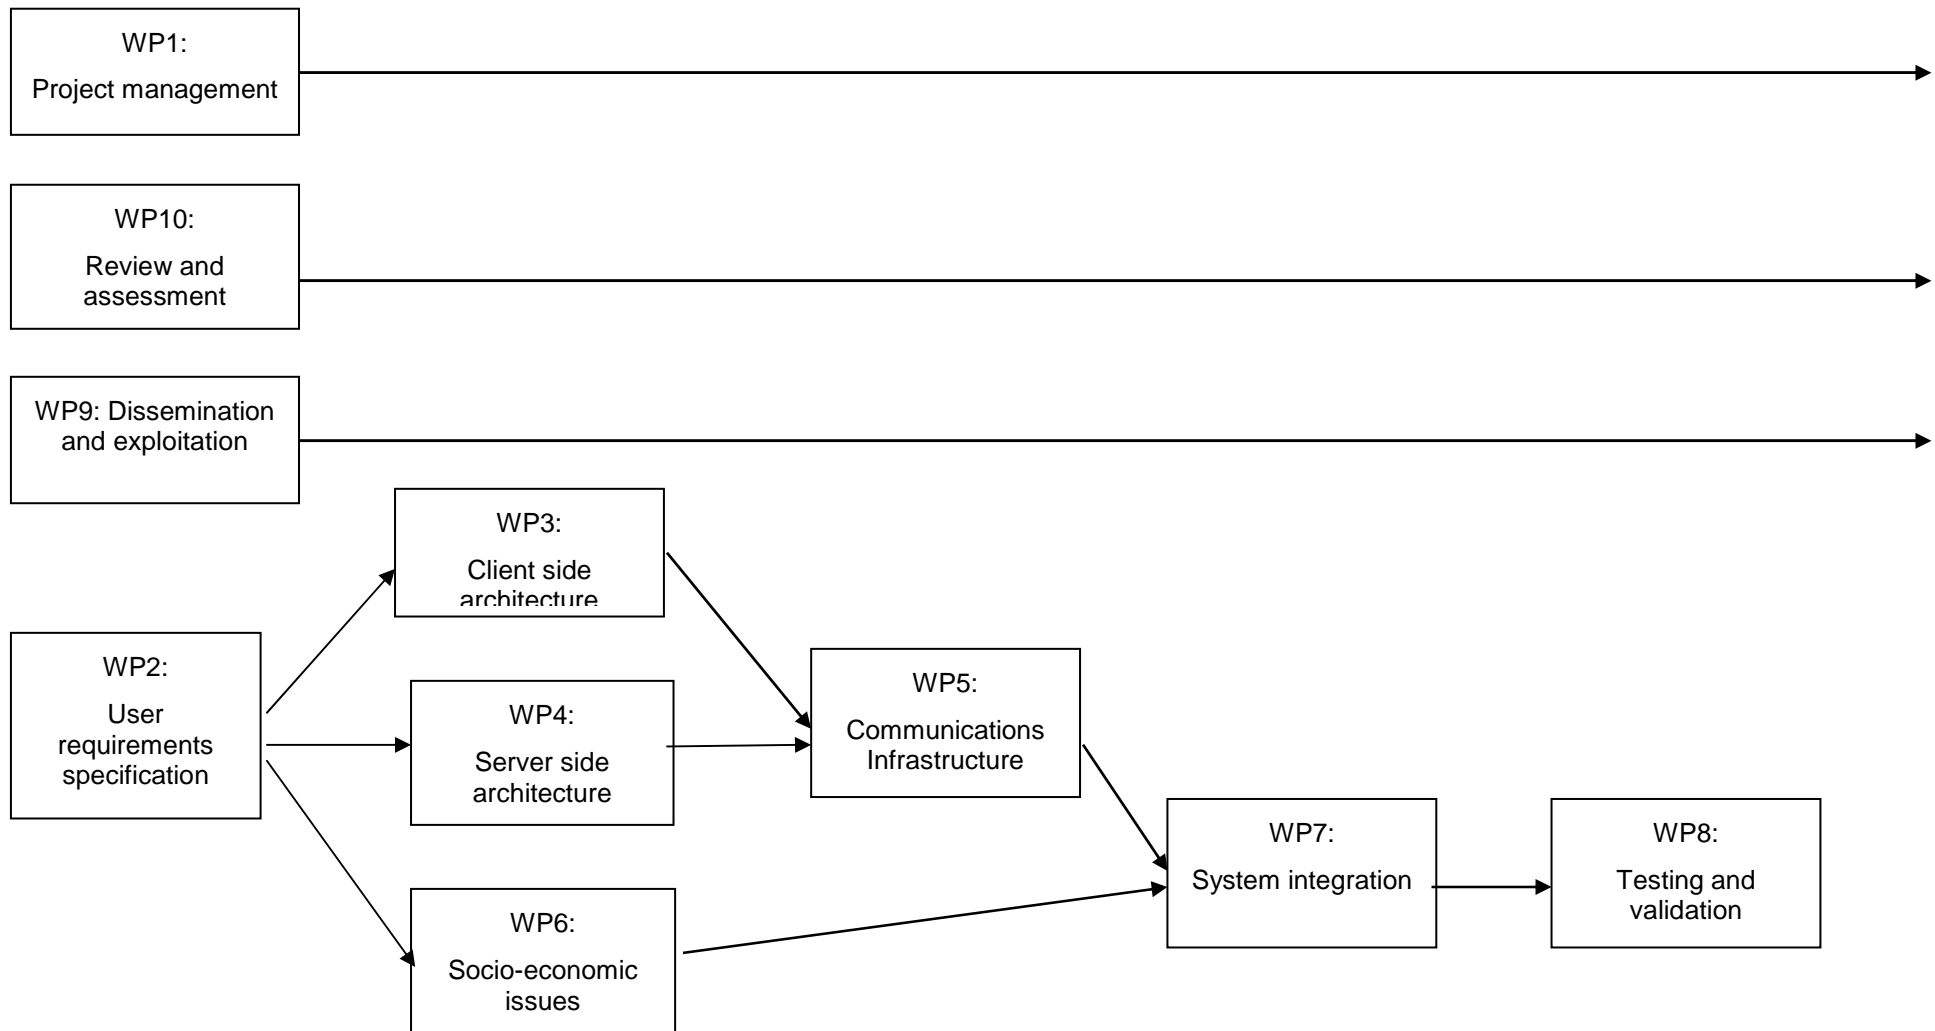 WP1:
Project management
WP10:
Review and
assessment
WP9: Dissemination
and exploitation
WP3:
Client side
architecture
WP2:
User
requirements
specification
WP4:
Server side
architecture
WP5:
Communications
Infrastructure
WP6:
Socio-economic
issues
WP7:
System integration
WP8:
Testing and
validation